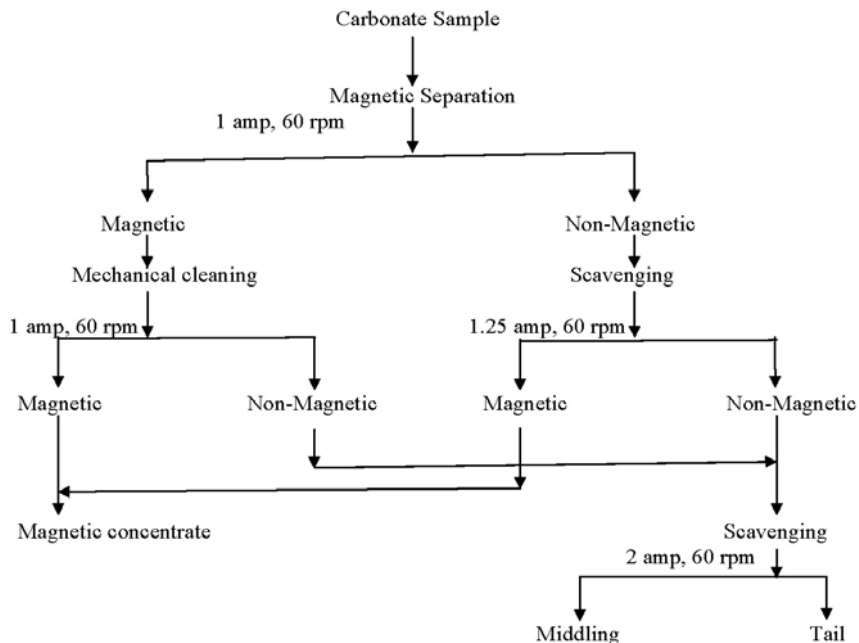 Carbonate Sample
Magnetic Separation
1 amp, 60 rpm
Magnetic
Non-Magnetic
Mechanical cleaning
Scavenging
1 amp, 60 rpm
1.25 amp, 60 rpm
Magnetic
Non-Magnetic
Magnetic
Non-Magnetic
Magnetic concentrate
Scavenging
2 amp, 60 rpm
Middling
Tail